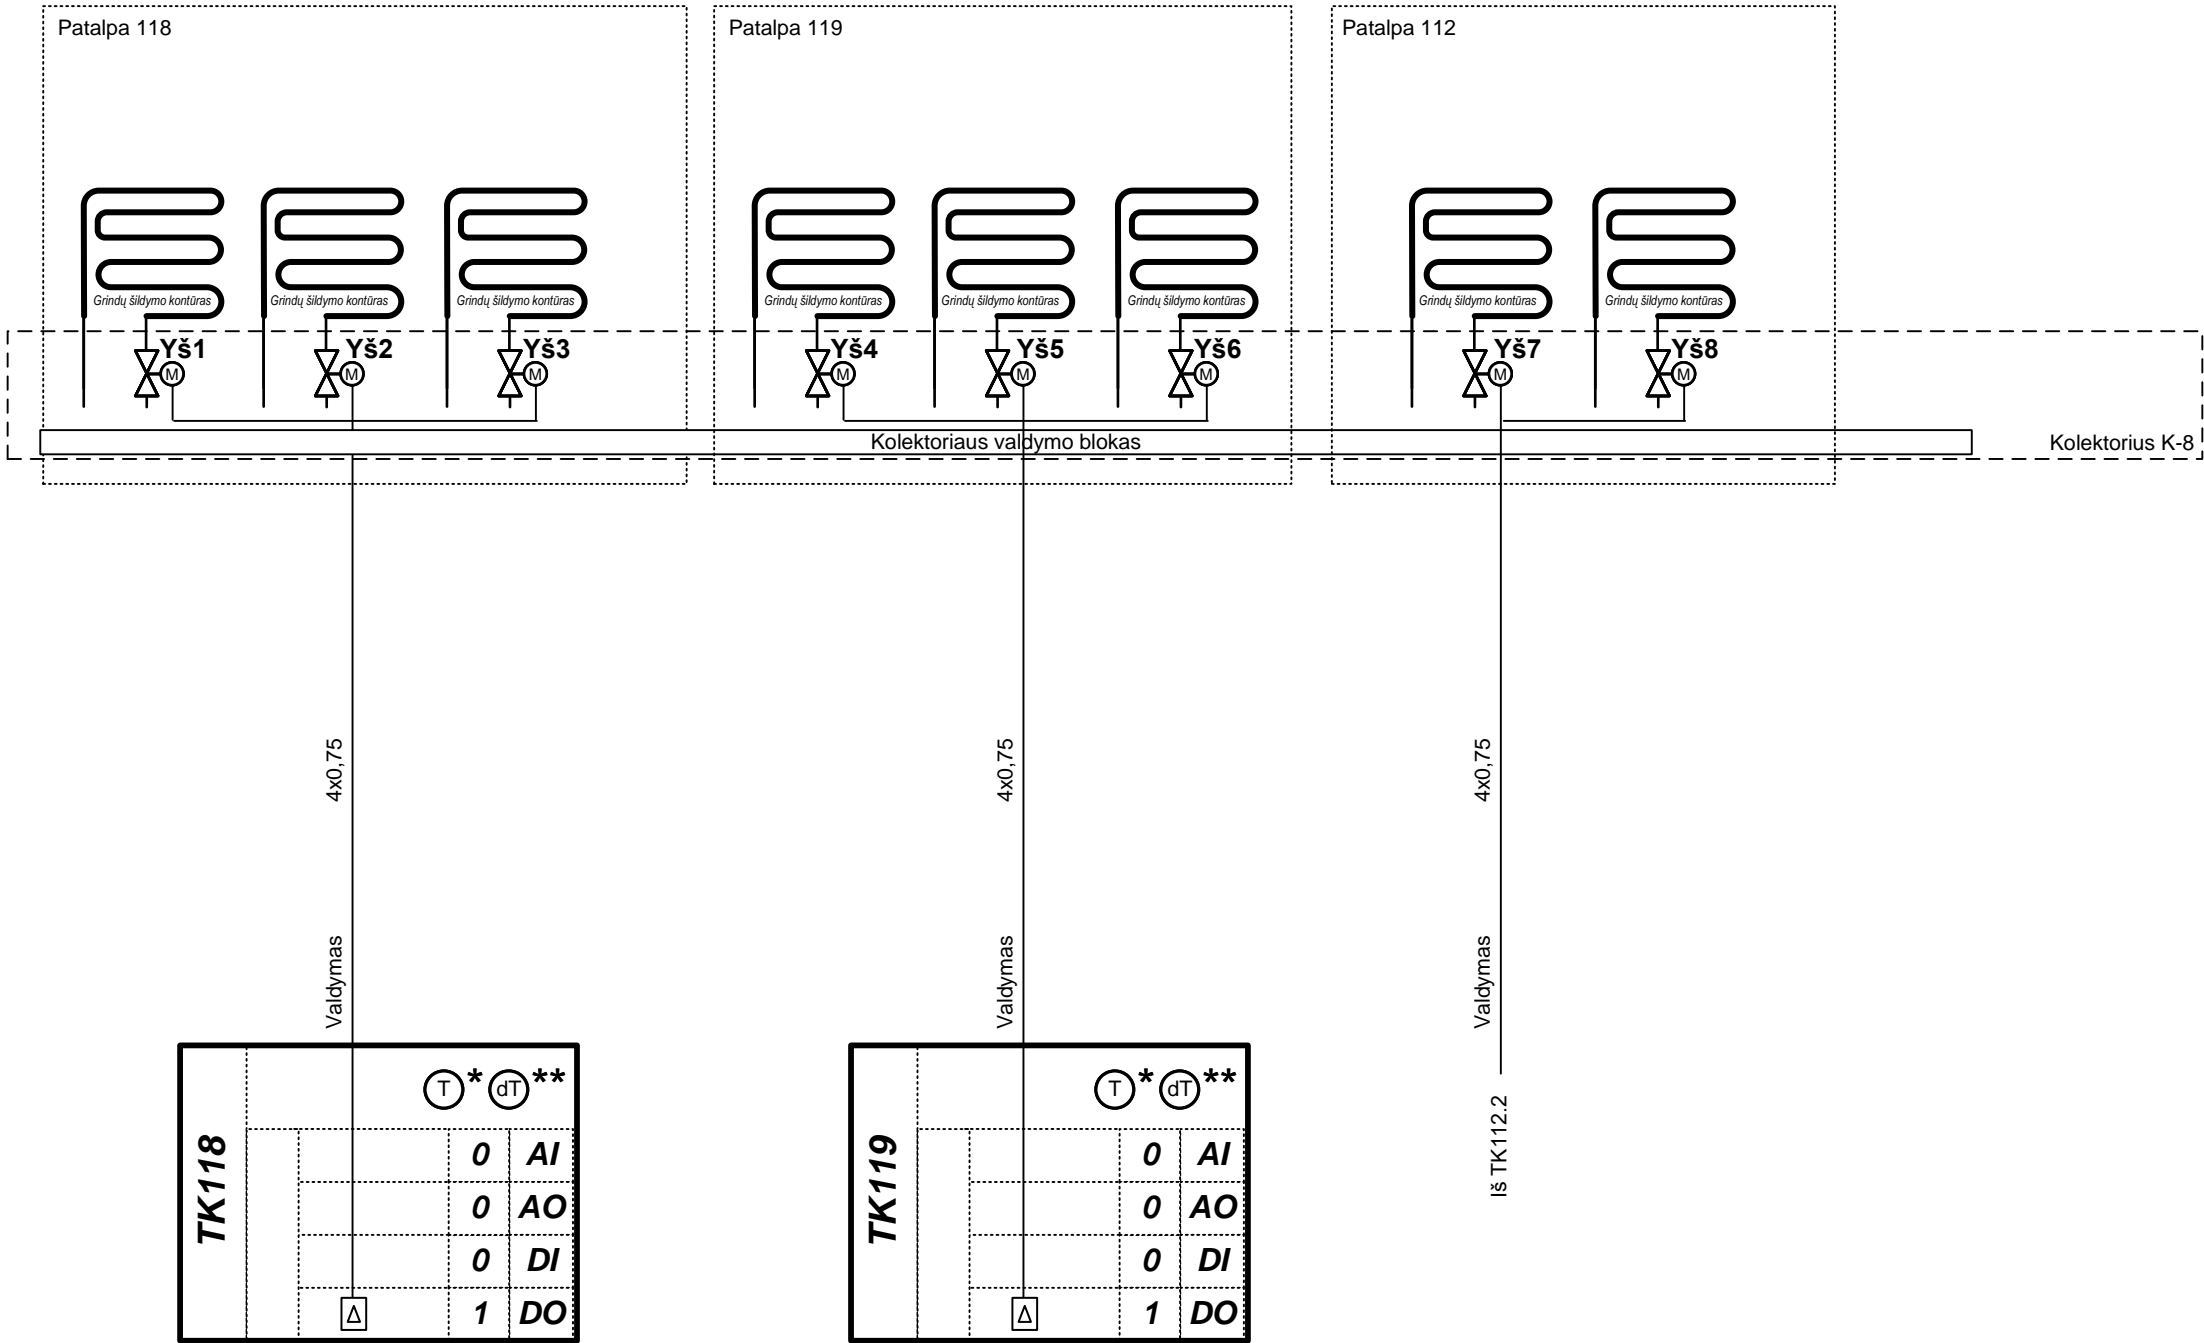 Patalpa 118
Patalpa 119
Patalpa 112
Grindų šildymo kontūras
Grindų šildymo kontūras
Grindų šildymo kontūras
Grindų šildymo kontūras
Grindų šildymo kontūras
Grindų šildymo kontūras
Grindų šildymo kontūras
Grindų šildymo kontūras
Yš1
Yš2
Yš3
Yš4
Yš5
Yš6
Yš7
Yš8
M
M
M
M
M
M
M
M
Kolektoriaus valdymo blokas
Kolektorius K-8
4x0,75
4x0,75
4x0,75
Valdymas
Valdymas
Valdymas
Iš TK112.2
TK118
T * dT **
0 AI
0 AO
0 DI
Δ 1 DO
TK119
T * dT **
0 AI
0 AO
0 DI
Δ 1 DO